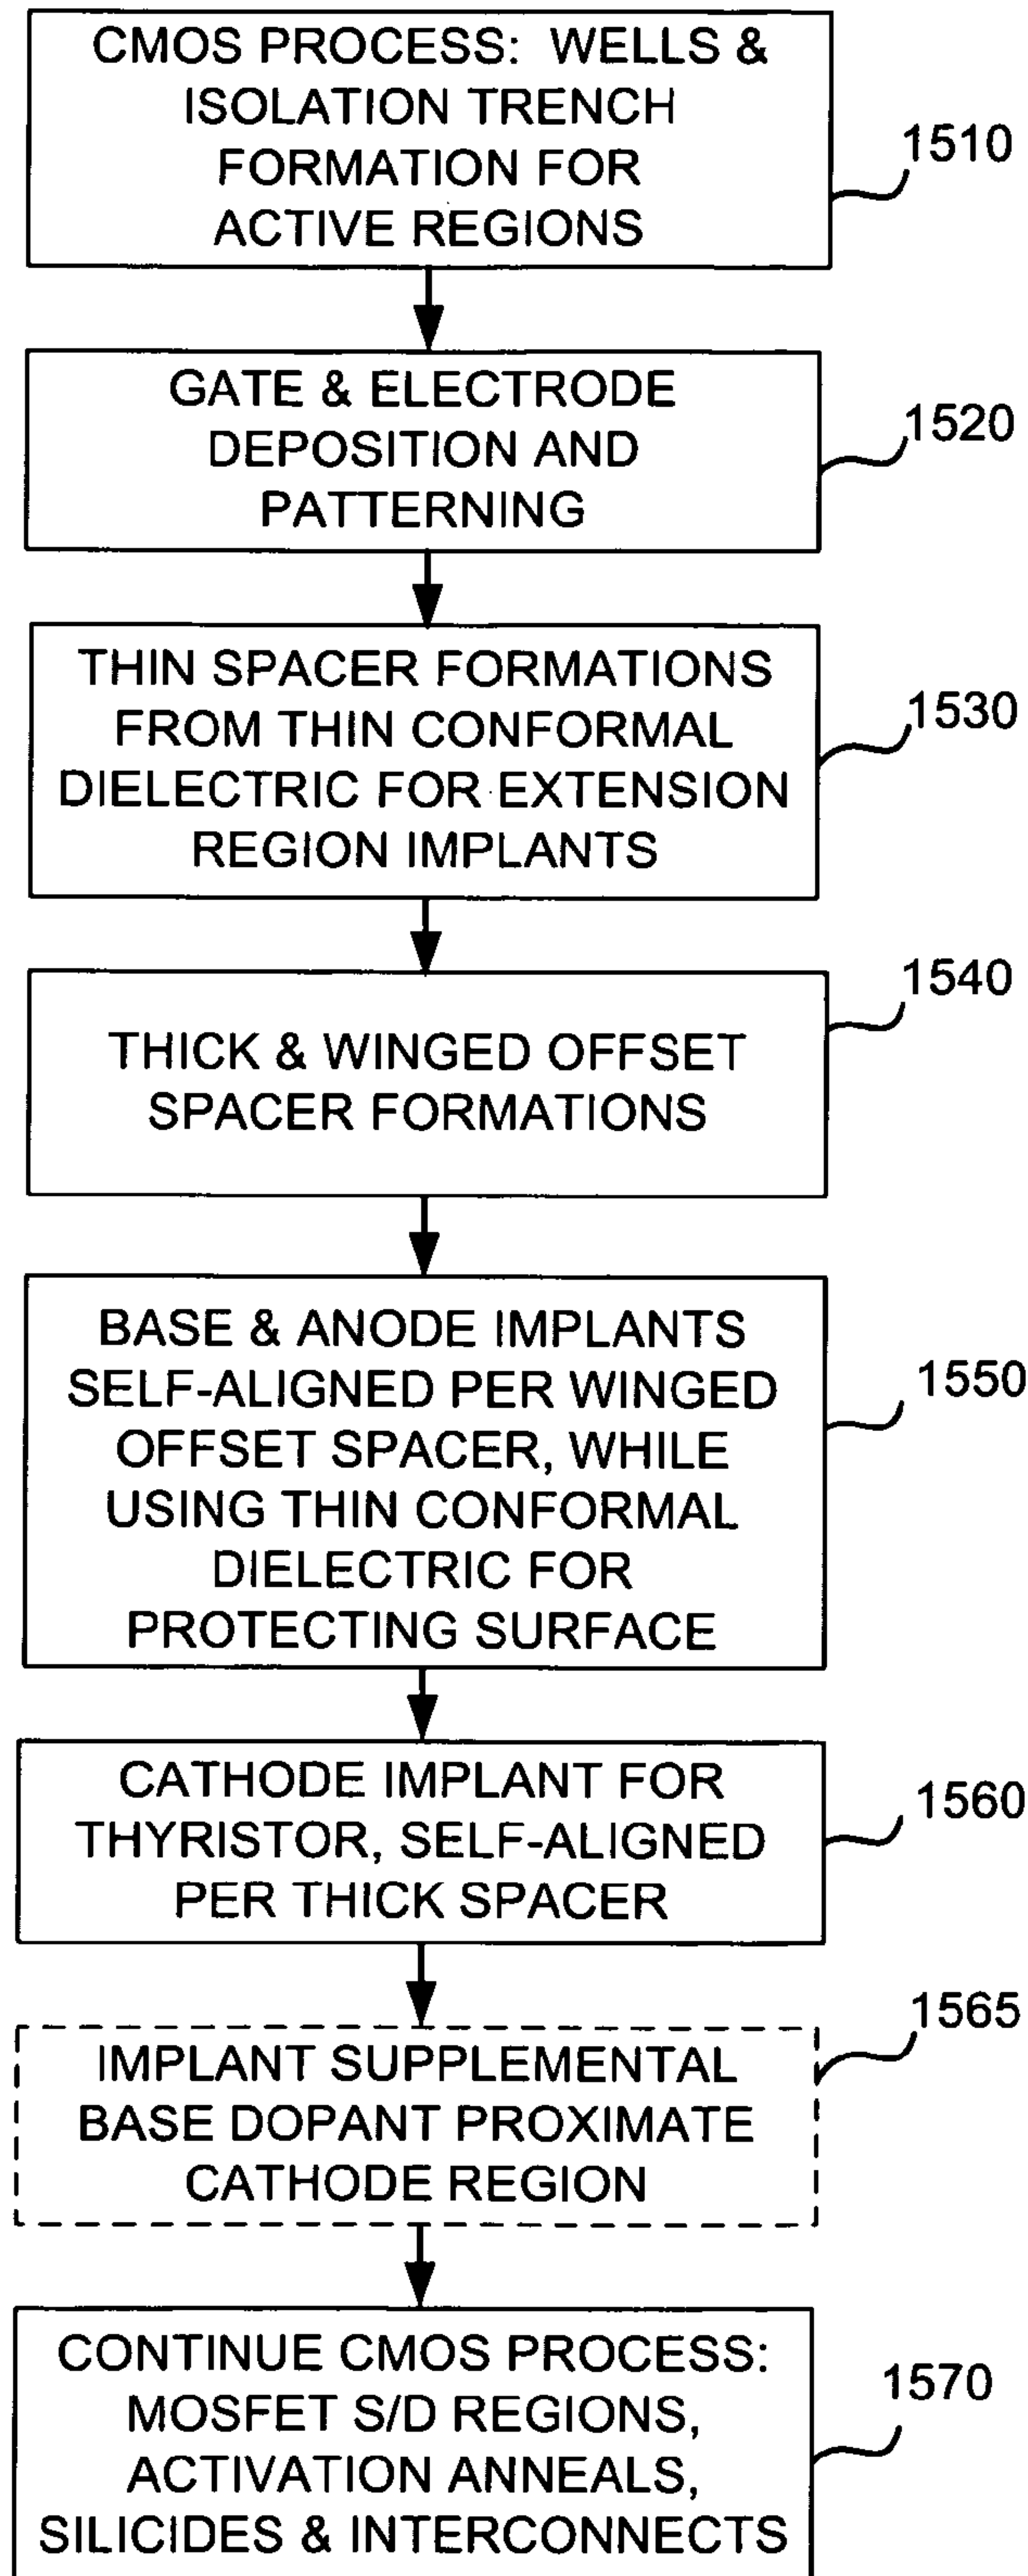 CMOS PROCESS: WELLS &
ISOLATION TRENCH
FORMATION FOR
ACTIVE REGIONS
1510
GATE & ELECTRODE
DEPOSITION AND
PATTERNING
1520
THIN SPACER FORMATIONS
FROM THIN CONFORMAL
DIELECTRIC FOR EXTENSION
REGION IMPLANTS
1530
THICK & WINGED OFFSET
SPACER FORMATIONS
1540
BASE & ANODE IMPLANTS
SELF-ALIGNED PER WINGED
OFFSET SPACER, WHILE
USING THIN CONFORMAL
DIELECTRIC FOR
PROTECTING SURFACE
1550
CATHODE IMPLANT FOR
THYRISTOR, SELF-ALIGNED
PER THICK SPACER
1560
IMPLANT SUPPLEMENTAL
BASE DOPANT PROXIMATE
CATHODE REGION
1565
CONTINUE CMOS PROCESS:
MOSFET S/D REGIONS,
ACTIVATION ANNEALS,
SILICIDES & INTERCONNECTS
1570